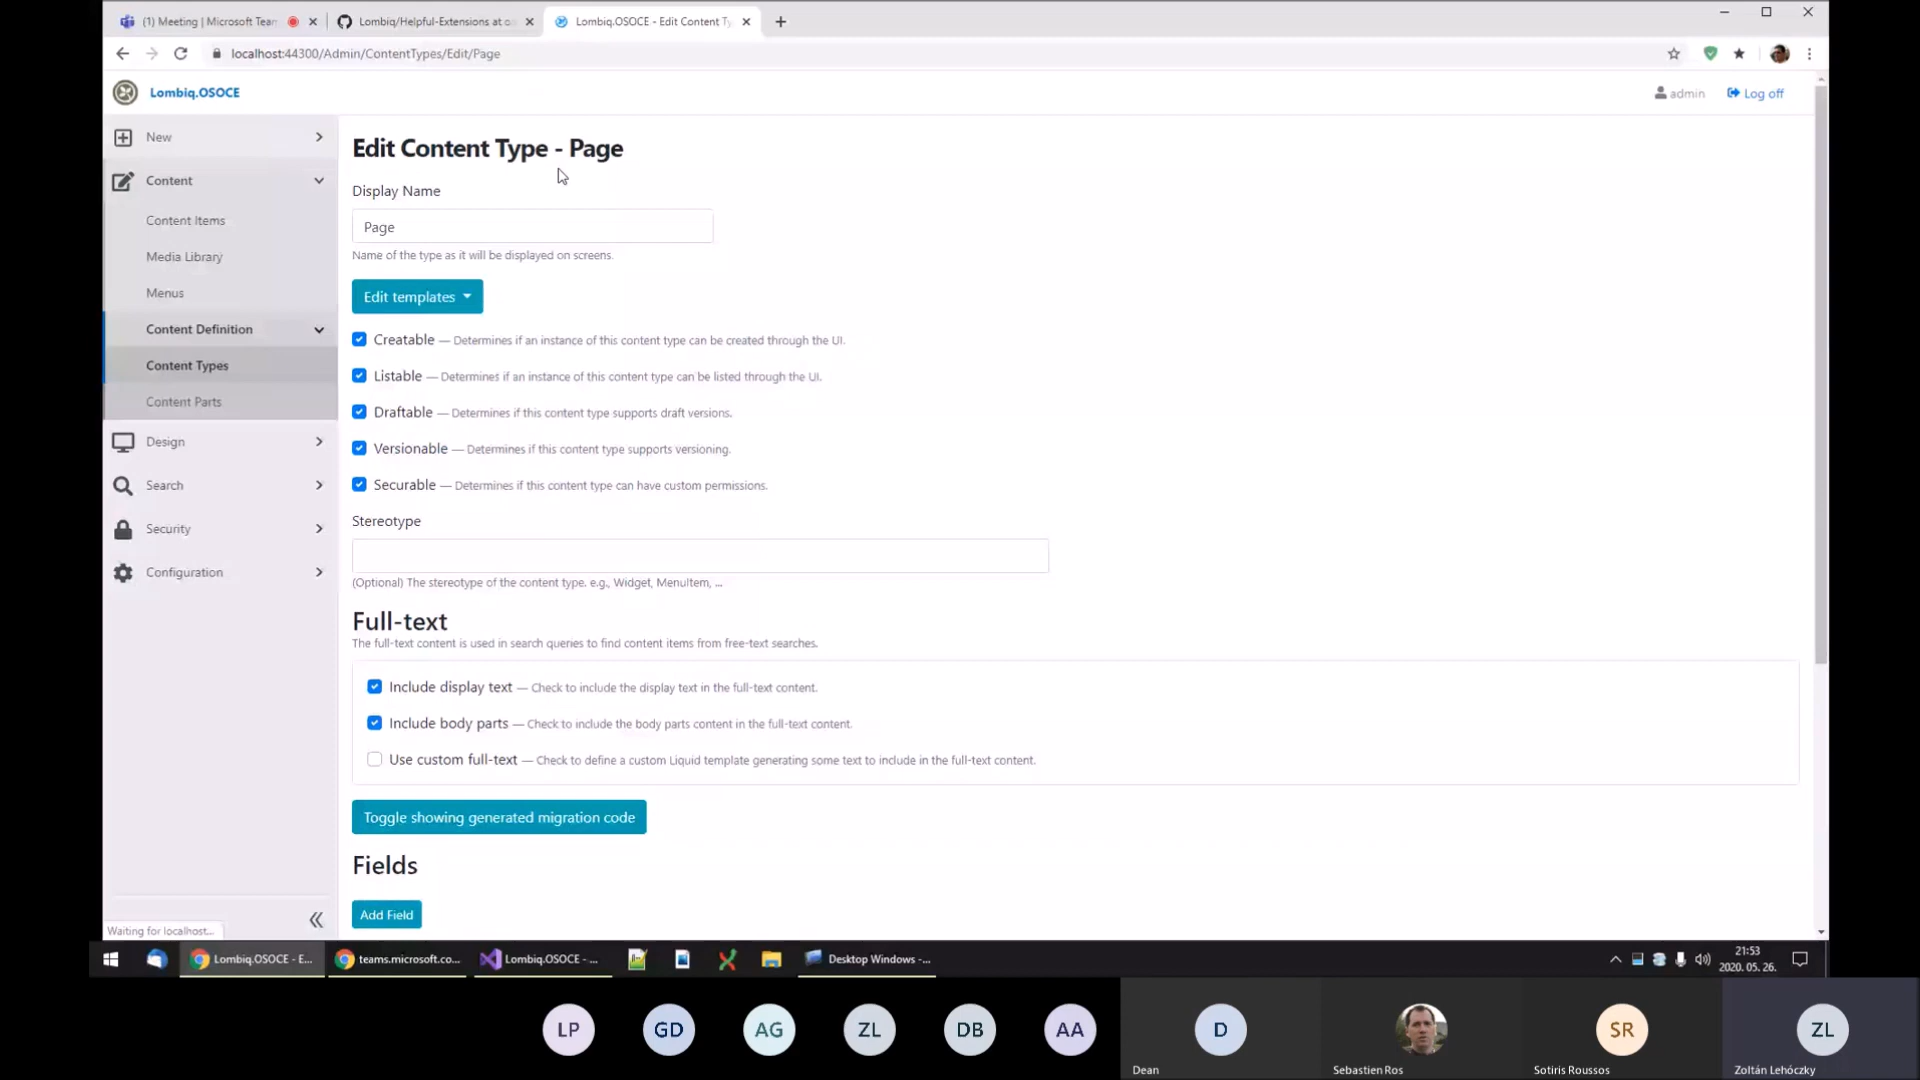 (1) Meeting | Microsoft Team
Lombiq/Helpful-Extensions at o
Lombiq.OSOCE - Edit Content Ty
localhost:44300/Admin/ContentTypes/Edit/Page
Lombiq.OSOCE
admin
Log off
New
Content
Content Items
Media Library
Menus
Content Definition
Content Types
Content Parts
Design
Search
Security
Configuration
Waiting for localhost...
Edit Content Type - Page
Display Name
Page
Name of the type as it will be displayed on screens.
Edit templates
Creatable — Determines if an instance of this content type can be created through the UI.
Listable — Determines if an instance of this content type can be listed through the UI.
Draftable — Determines if this content type supports draft versions.
Versionable — Determines if this content type supports versioning.
Securable — Determines if this content type can have custom permissions.
Stereotype
(Optional) The stereotype of the content type. e.g., Widget, MenuItem, ...
Full-text
The full-text content is used in search queries to find content items from free-text searches.
Include display text — Check to include the display text in the full-text content.
Include body parts — Check to include the body parts content in the full-text content.
Use custom full-text — Check to define a custom Liquid template generating some text to include in the full-text content.
Toggle showing generated migration code
Fields
Add Field
Lombiq.OSOCE - E...
teams.microsoft.co...
Lombiq.OSOCE - ...
Desktop Windows -...
21:53
2020. 05. 26.
LP
GD
AG
ZL
DB
AA
D
SR
ZL
Dean
Sebastien Ros
Sotiris Roussos
Zoltán Lehóczky